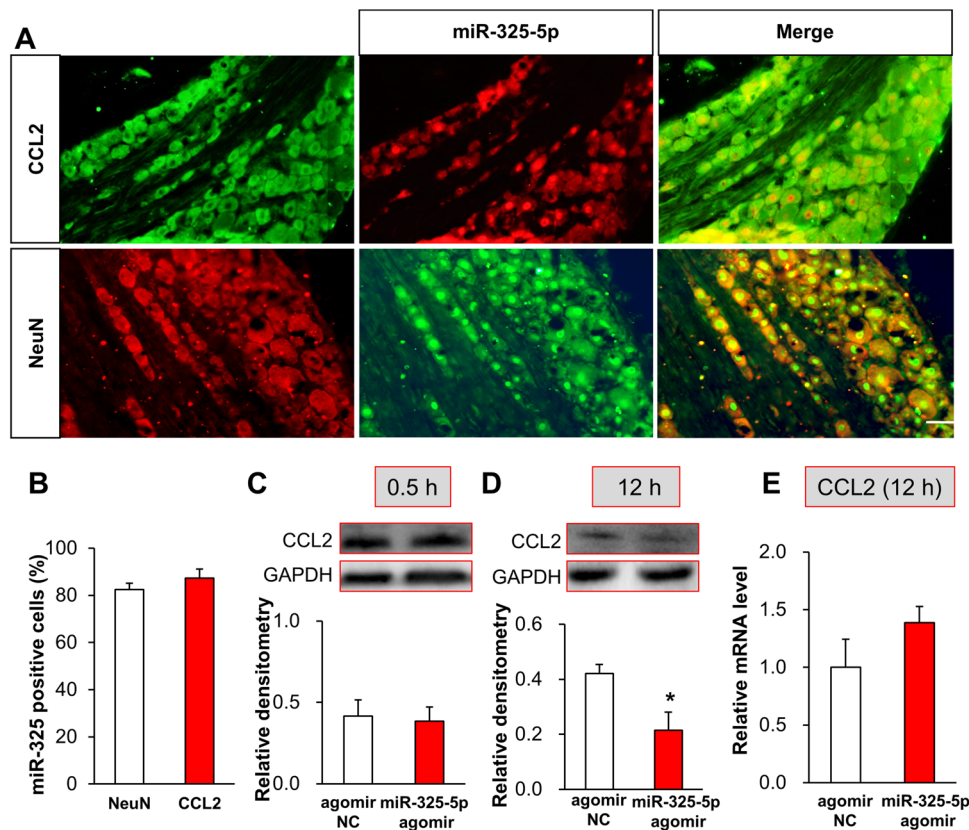 A
miR-325-5p
Merge
CCL2
NeuN
B
miR-325 positive cells (%)
100
80
60
40
20
0
NeuN
CCL2
C
0.5 h
CCL2
GAPDH
Relative densitometry
1.0
0.5
0.0
agomir
NC
miR-325-5p
agomir
D
12 h
CCL2
GAPDH
Relative densitometry
0.6
0.4
0.2
0.0
*
agomir
NC
miR-325-5p
agomir
E
CCL2 (12 h)
Relative mRNA level
2.0
1.5
1.0
0.5
0.0
agomir
NC
miR-325-5p
agomir